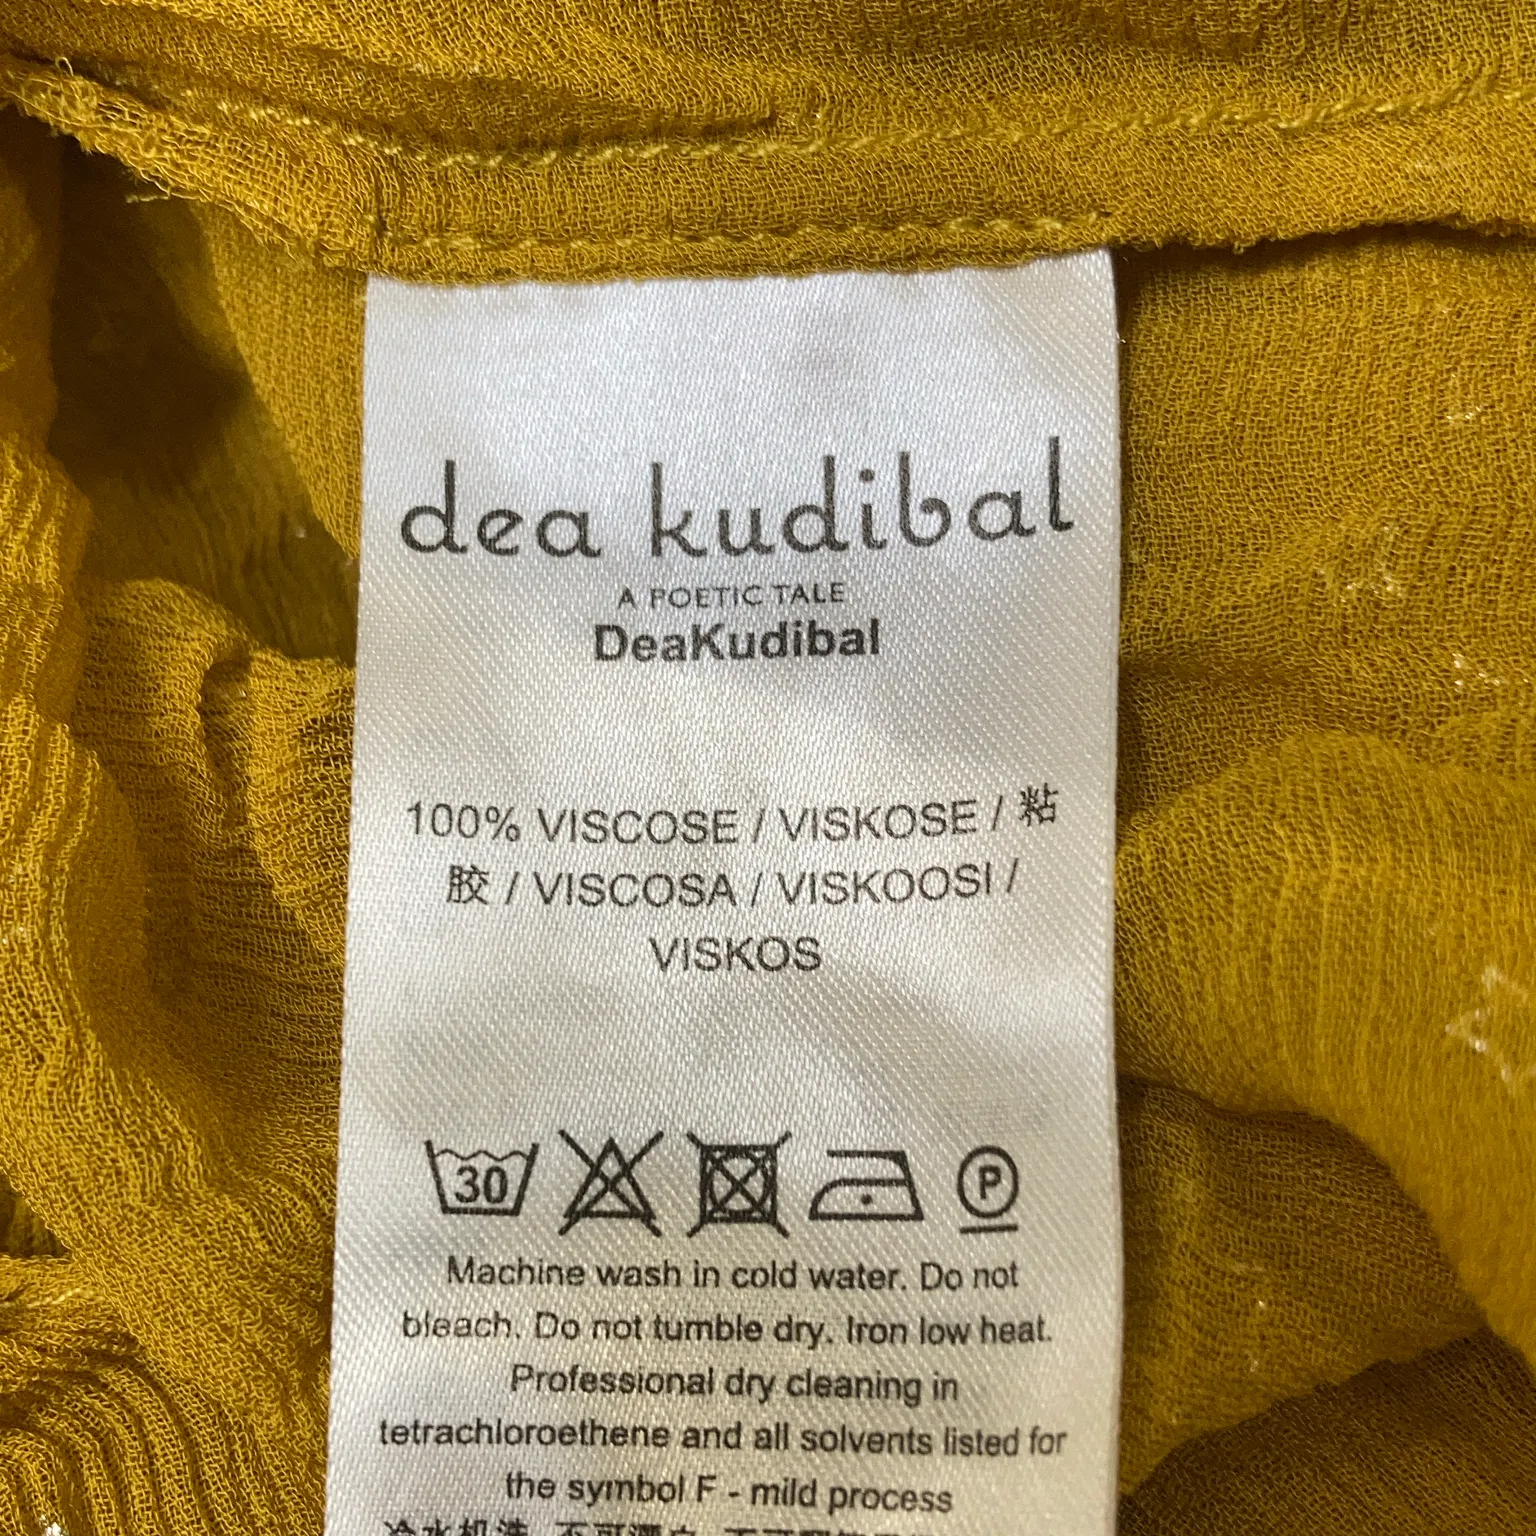 dea kudibal
A POETIC TALE
DeaKudibal
100% VISCOSE / VISKOSE / 粘
胶 / VISCOSA / VISKOOSI /
VISKOS
30 P
Machine wash in cold water. Do not
bleach. Do not tumble dry. Iron low heat.
Professional dry cleaning in
tetrachloroethene and all solvents listed for
the symbol F - mild process